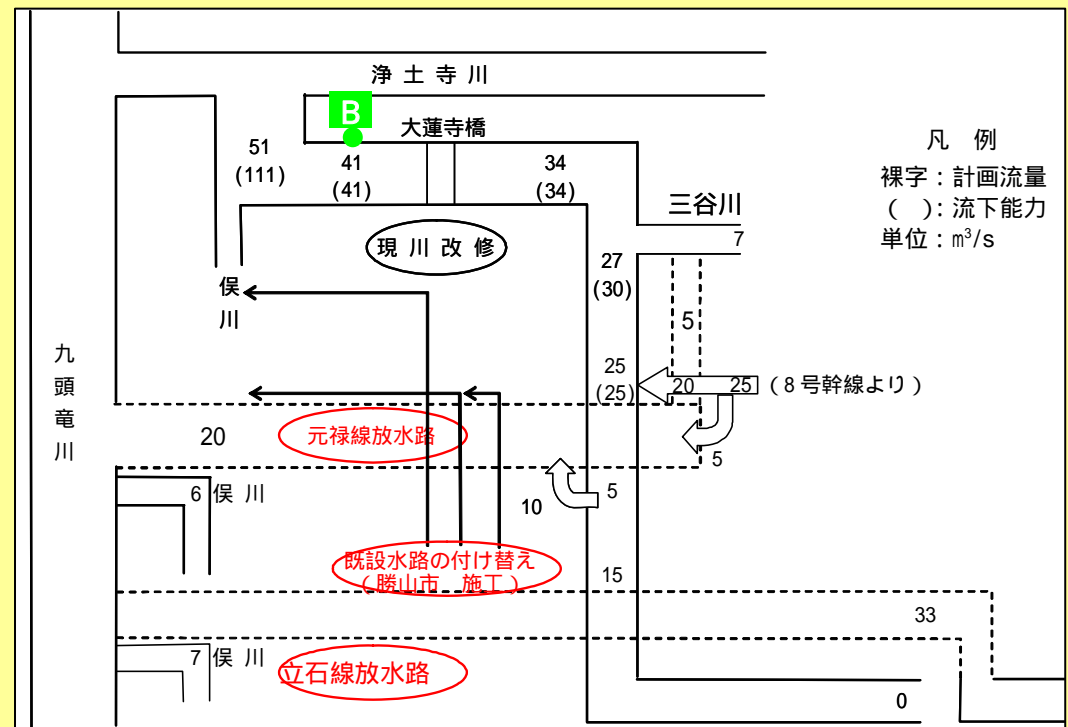 浄土寺川
B
大蓮寺橋
凡 例
裸字：計画流量
（ ）：流下能力
単位：m³/s
51
(111)
41
(41)
34
(34)
三谷川
7
現川改修
27
(30)
俣川
5
九頭竜川
25
(25)
20
25
（8号幹線より）
20
元禄線放水路
5
6
俣川
10
5
既設水路の付け替え
（勝山市 施工）
15
33
7
俣川
立石線放水路
0